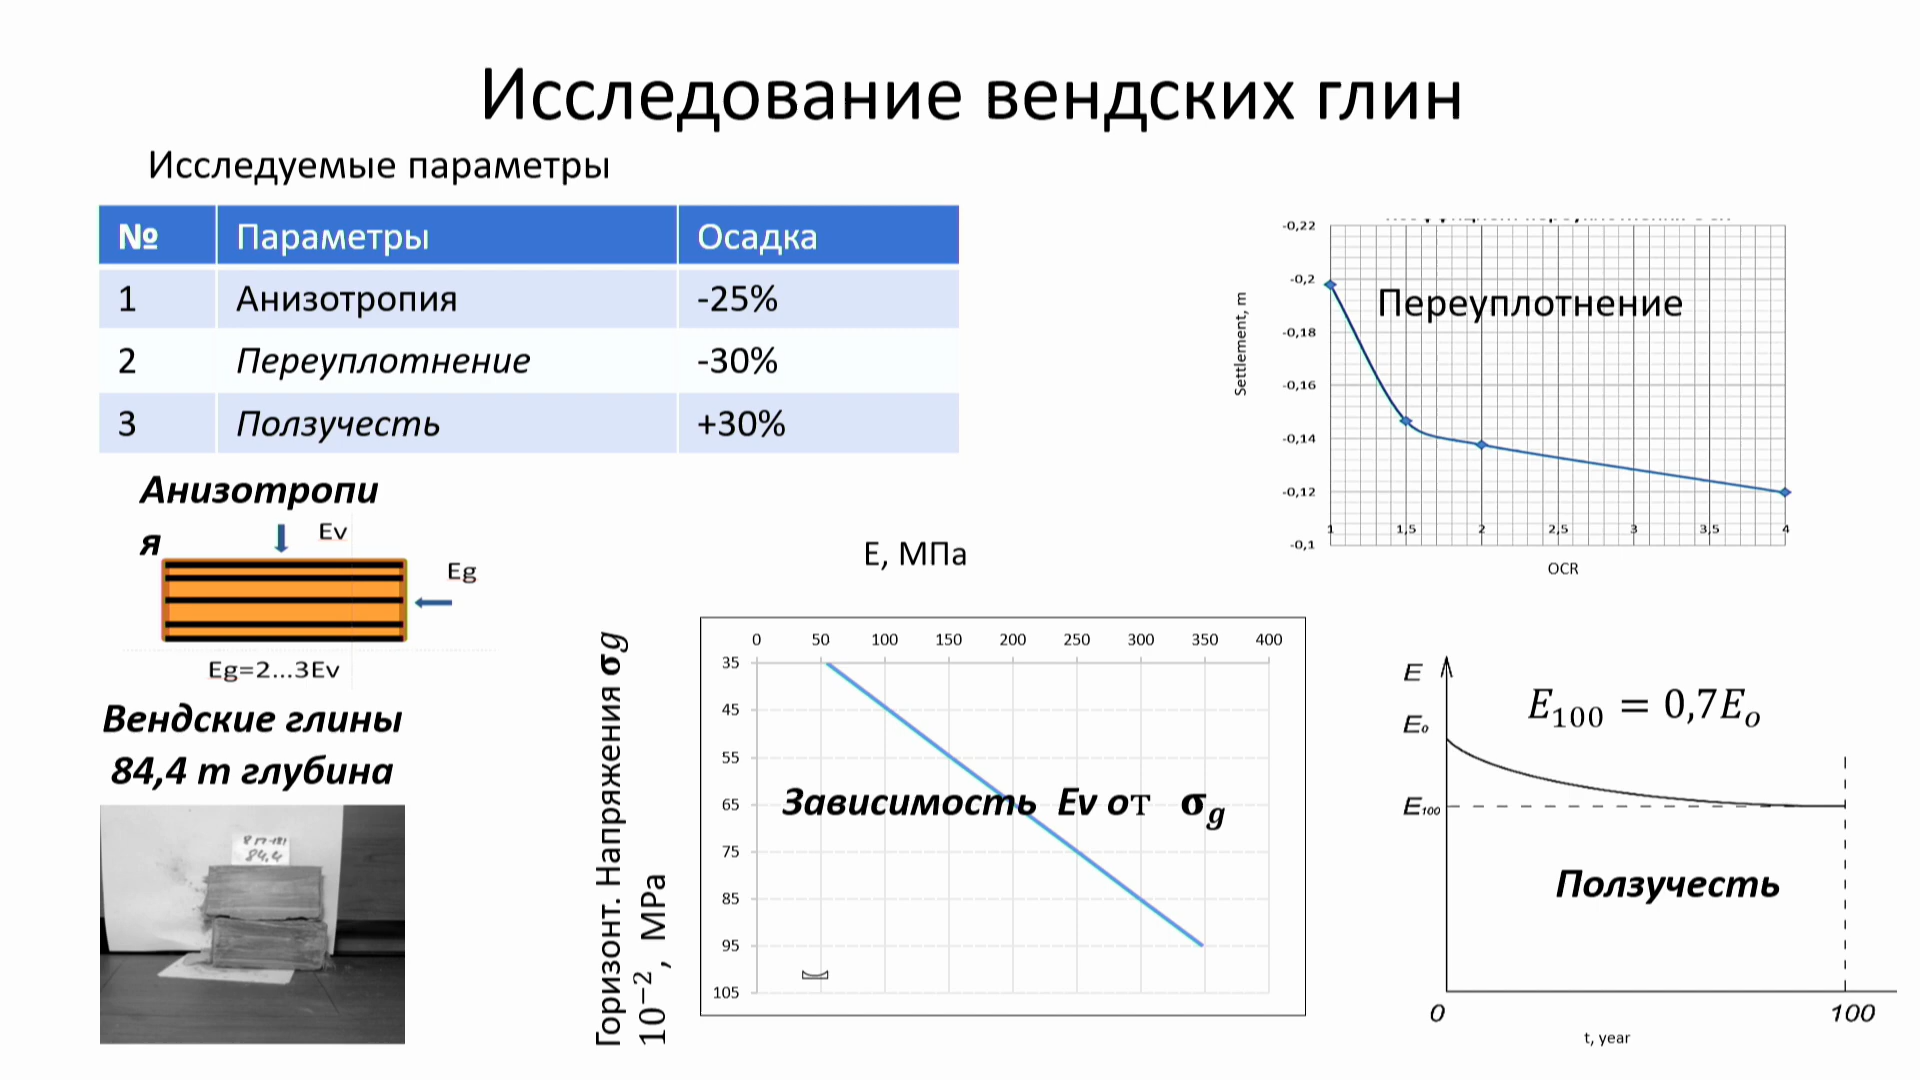 Исследование вендских глин
Исследуемые параметры
№ Параметры Осадка
1 Анизотропия -25%
2 Переуплотнение -30%
3 Ползучесть +30%
Анизотропи
я
Ev
Eg
Eg=2...3Ev
Вендские глины
84,4 m глубина
84,4
E, МПа
Горизонт. Напряжения σg
10⁻², MPa
0 50 100 150 200 250 300 350 400
35
45
55
65
75
85
95
105
Зависимость Ev от σg
-0,22
-0,2
-0,18
-0,16
-0,14
-0,12
-0,1
Settlement, m
Переуплотнение
1 1,5 2 2,5 3 3,5 4
OCR
E
E₀
E₁₀₀
E₁₀₀ = 0,7Eₒ
Ползучесть
0 100
t, year